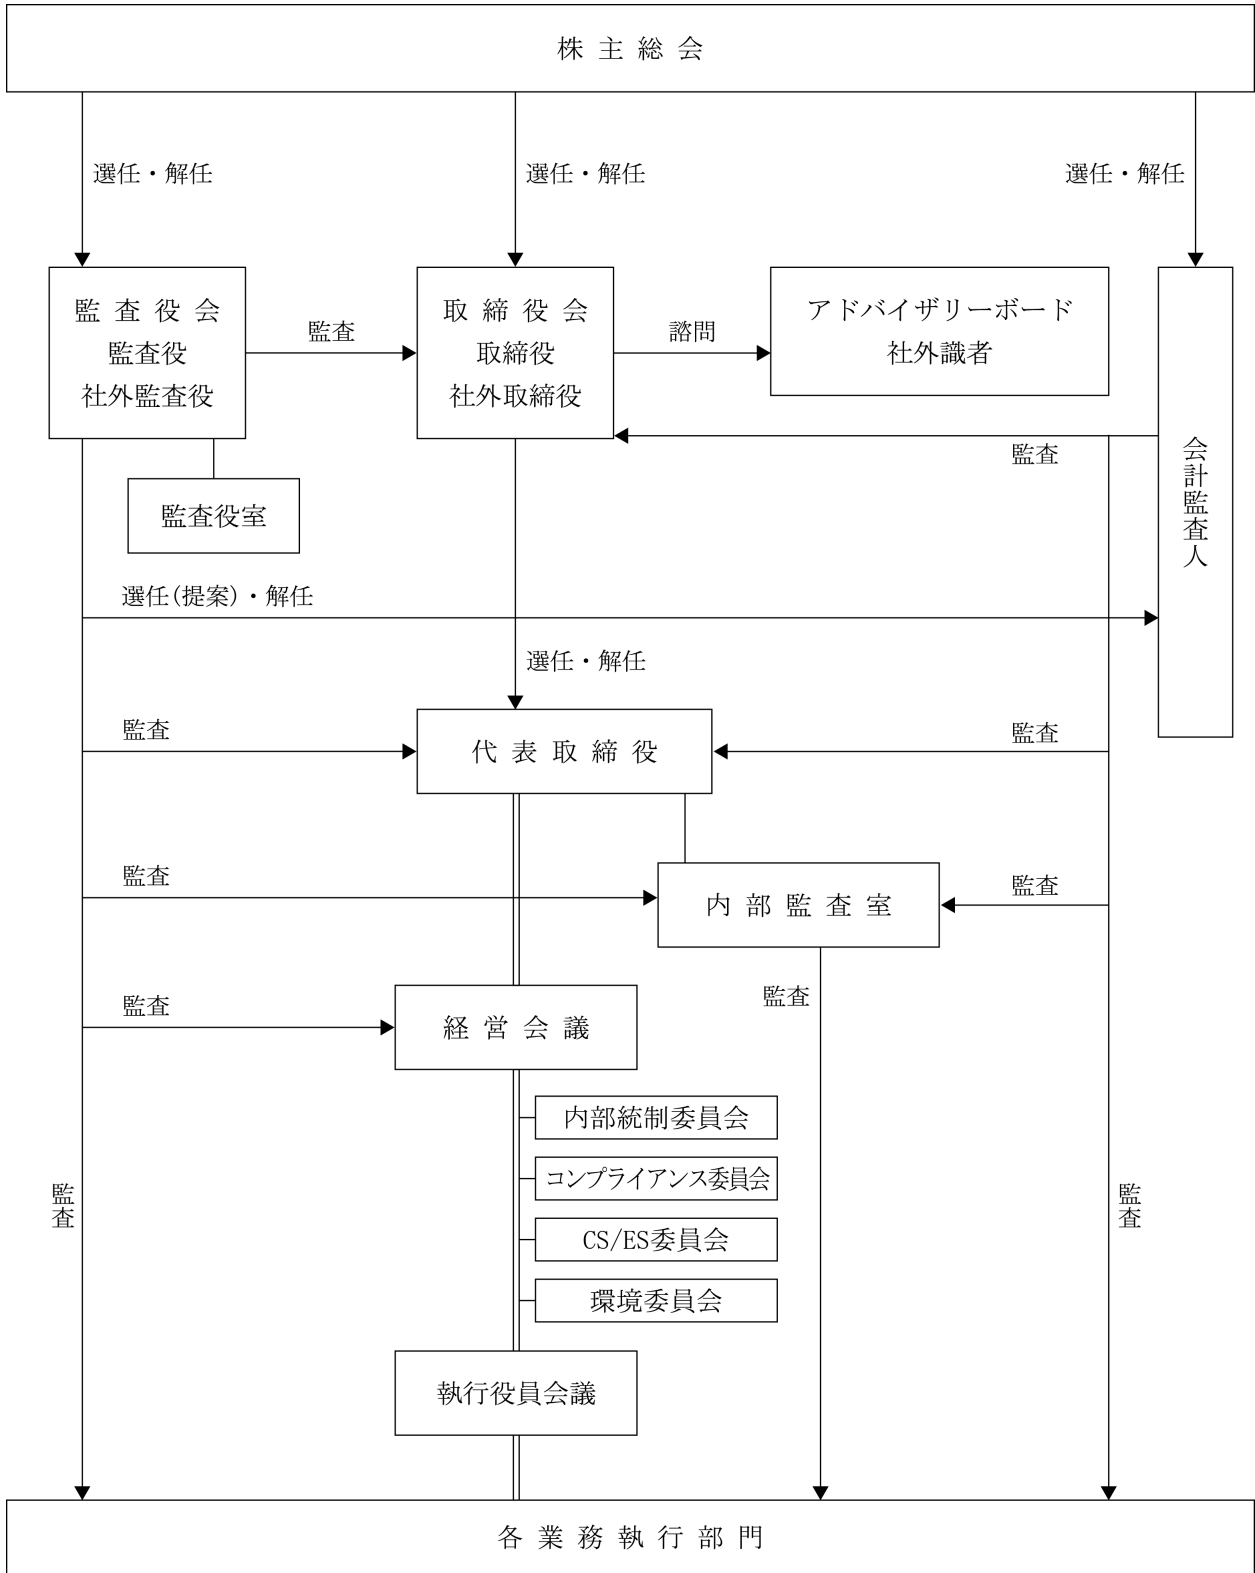 株主総会
選任・解任
選任・解任
選任・解任
監査役会
監査役
社外監査役
監査
取締役会
取締役
社外取締役
諮問
アドバイザリーボード
社外識者
会計監査人
監査
監査役室
選任(提案)・解任
選任・解任
監査
代表取締役
監査
監査
内部監査室
監査
監査
経営会議
監査
内部統制委員会
コンプライアンス委員会
CS/ES委員会
環境委員会
監査
監査
執行役員会議
各業務執行部門